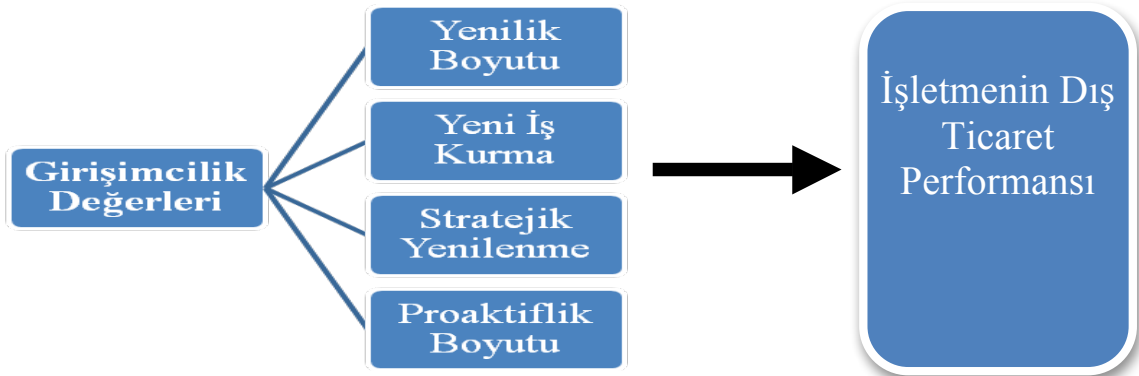 Girişimcilik
Değerleri
Yenilik
Boyutu
Yeni İş
Kurma
Stratejik
Yenilenme
Proaktiflik
Boyutu
İşletmenin Dış
Ticaret
Performansı